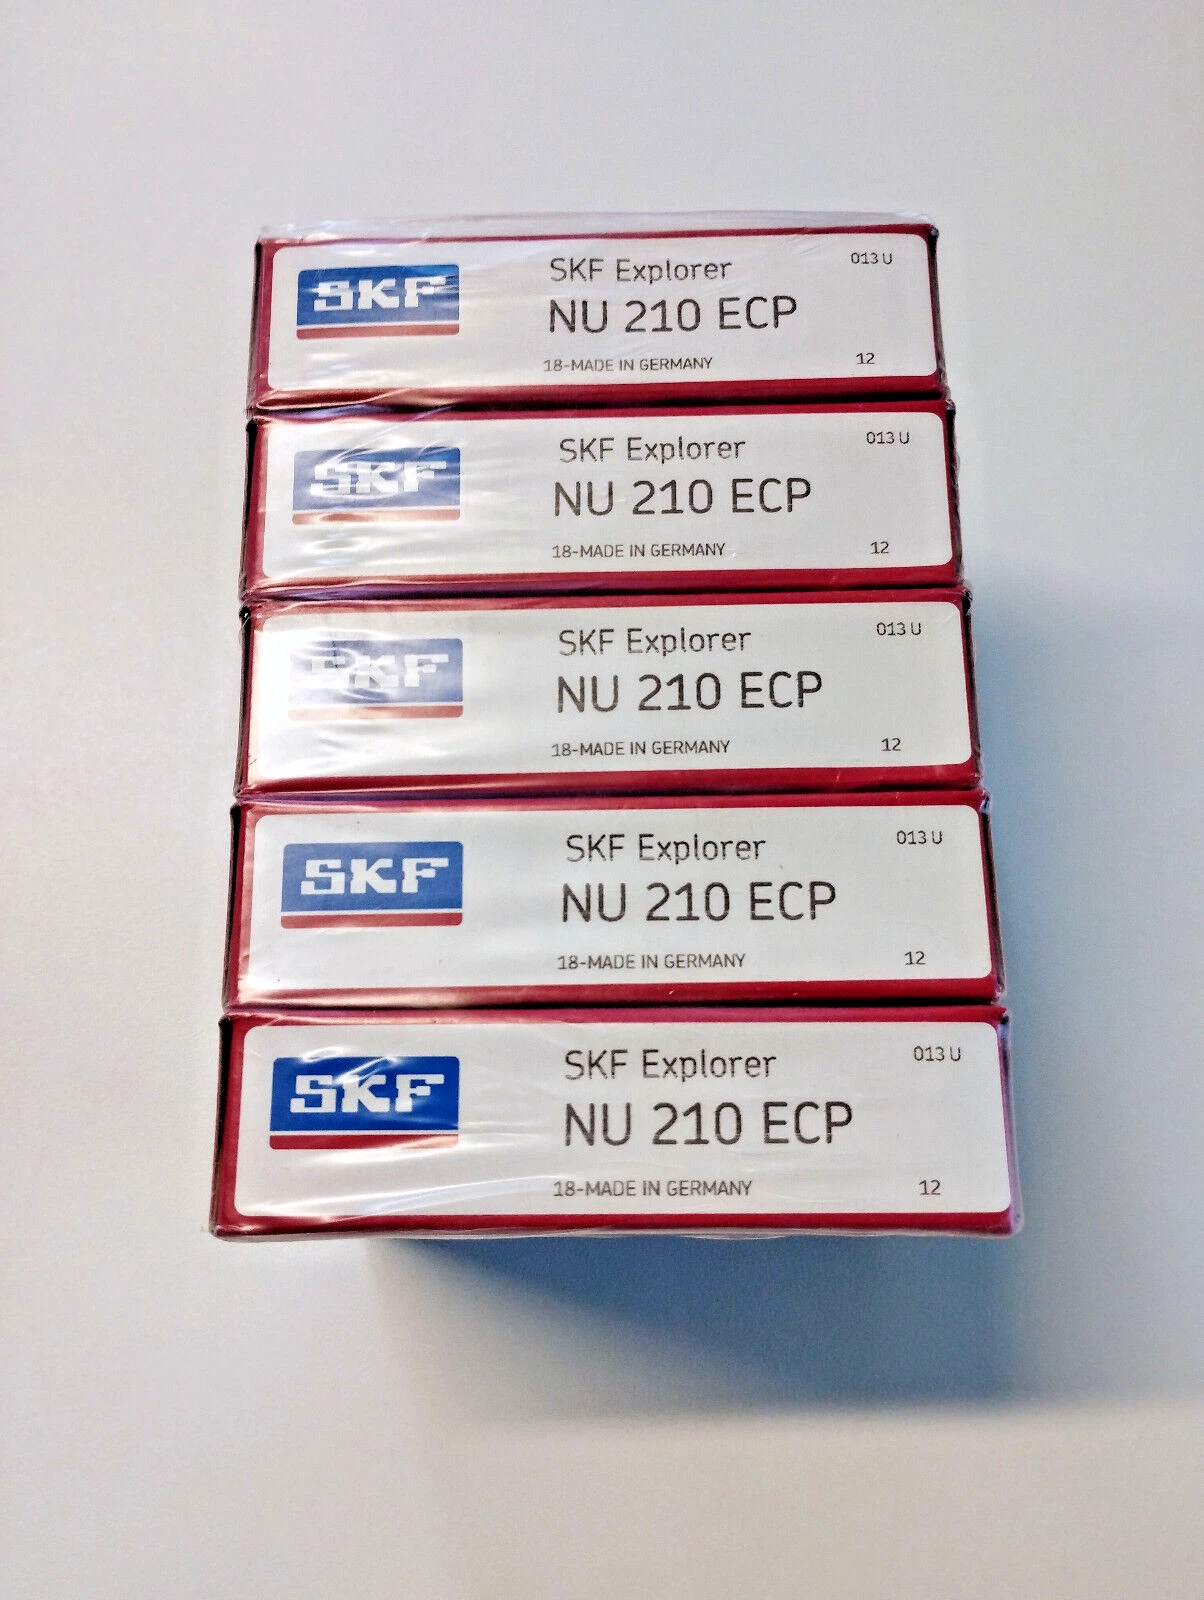 SKF
SKF Explorer
013 U
NU 210 ECP
18-MADE IN GERMANY
12
SKF
SKF Explorer
013 U
NU 210 ECP
18-MADE IN GERMANY
12
SKF
SKF Explorer
013 U
NU 210 ECP
18-MADE IN GERMANY
12
SKF
SKF Explorer
013 U
NU 210 ECP
18-MADE IN GERMANY
12
SKF
SKF Explorer
013 U
NU 210 ECP
18-MADE IN GERMANY
12